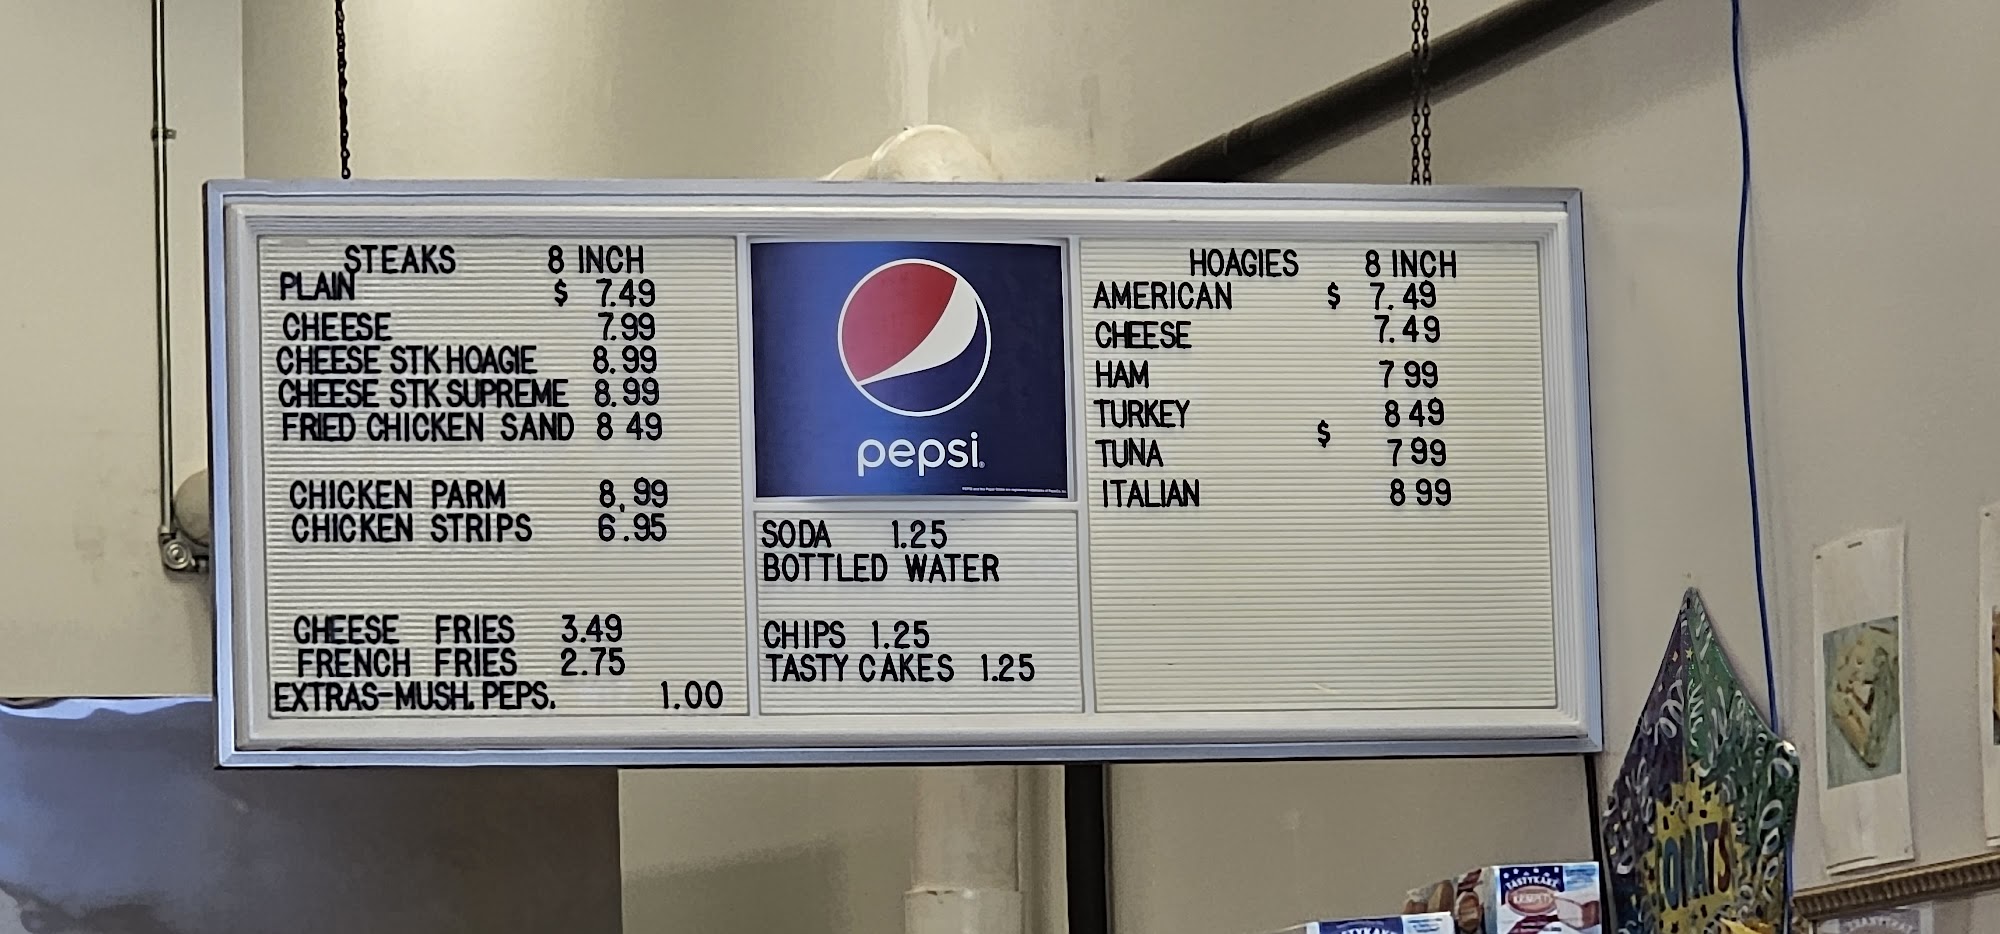 STEAKS 8 INCH
PLAIN $ 7.49
CHEESE 7.99
CHEESE STK HOAGIE 8.99
CHEESE STK SUPREME 8.99
FRIED CHICKEN SAND 8 49
CHICKEN PARM 8.99
CHICKEN STRIPS 6.95
CHEESE FRIES 3.49
FRENCH FRIES 2.75
EXTRAS-MUSH. PEPS. 1.00
pepsi
SODA 1.25
BOTTLED WATER
CHIPS 1.25
TASTY CAKES 1.25
HOAGIES 8 INCH
AMERICAN $ 7.49
CHEESE 7.49
HAM 7 99
TURKEY 8 49
$
TUNA 7 99
ITALIAN 8 99
TASTYKAKE
KRIMPETS